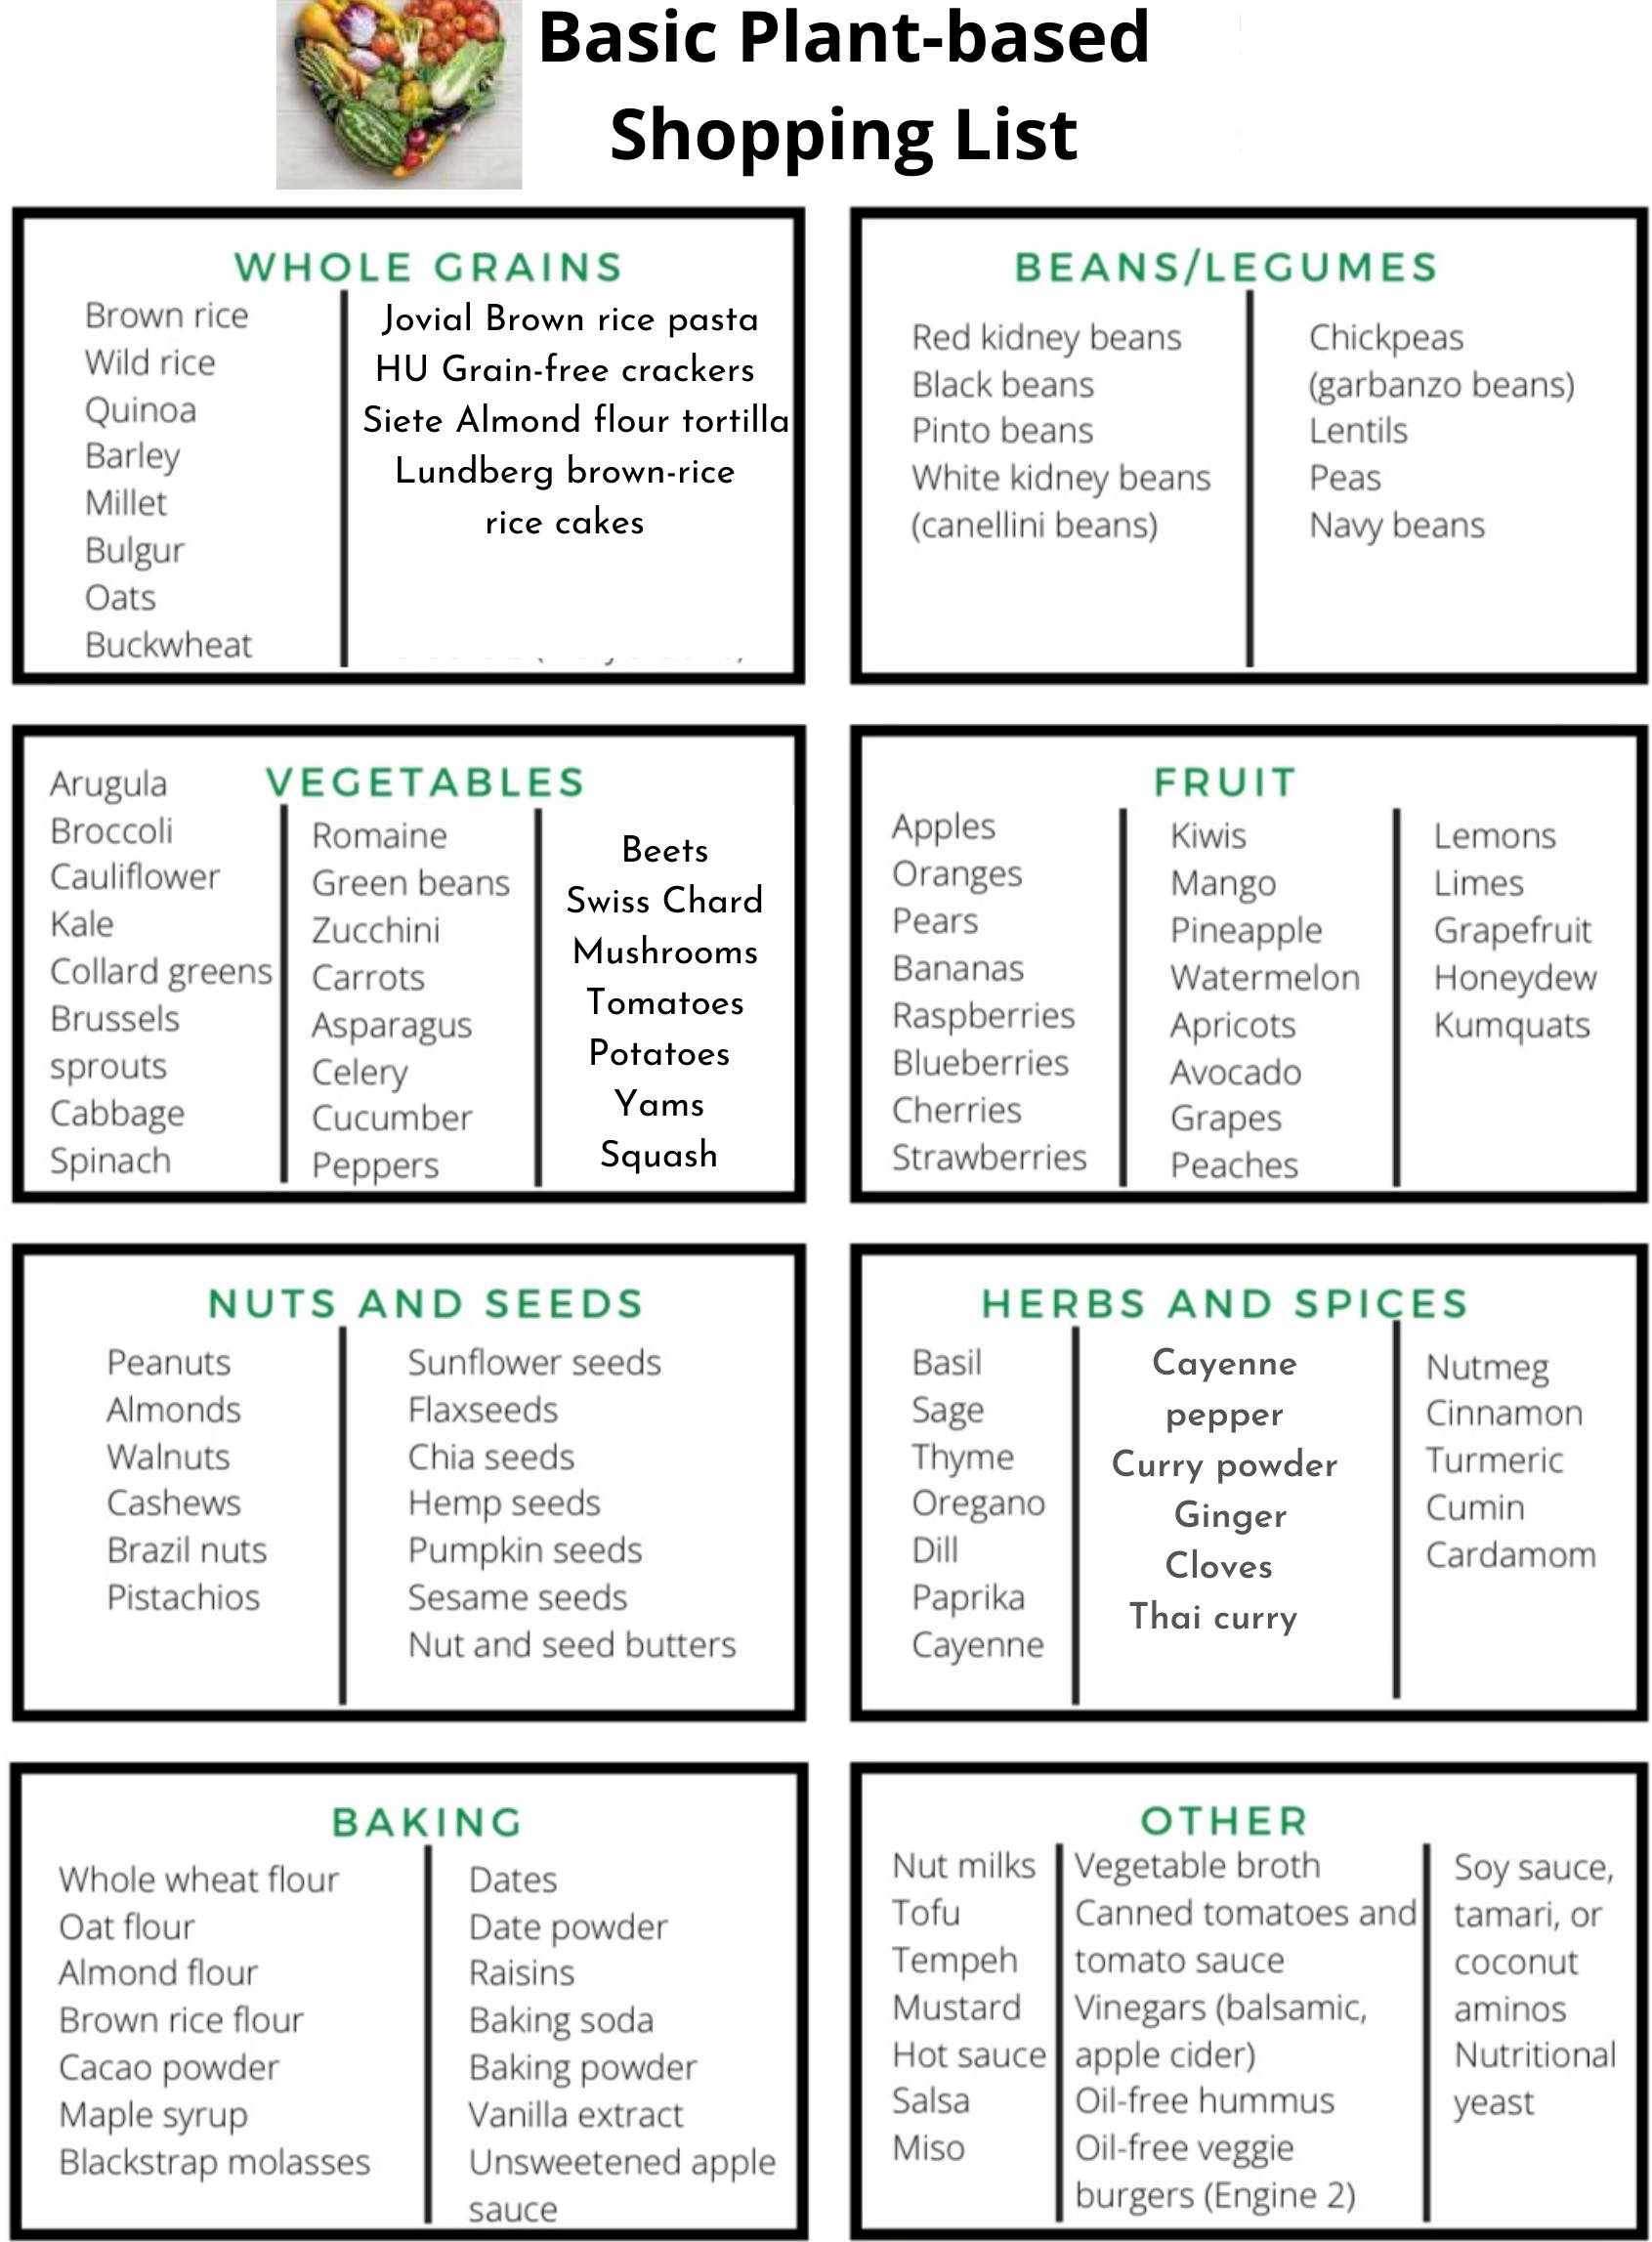 Basic Plant-based
Shopping List
WHOLE GRAINS
Brown rice
Wild rice
Quinoa
Barley
Millet
Bulgur
Oats
Buckwheat
Jovial Brown rice pasta
HU Grain-free crackers
Siete Almond flour tortilla
Lundberg brown-rice
rice cakes
BEANS/LEGUMES
Red kidney beans
Black beans
Pinto beans
White kidney beans
(canellini beans)
Chickpeas
(garbanzo beans)
Lentils
Peas
Navy beans
VEGETABLES
Arugula
Broccoli
Cauliflower
Kale
Collard greens
Brussels
sprouts
Cabbage
Spinach
Romaine
Green beans
Zucchini
Carrots
Asparagus
Celery
Cucumber
Peppers
Beets
Swiss Chard
Mushrooms
Tomatoes
Potatoes
Yams
Squash
FRUIT
Apples
Oranges
Pears
Bananas
Raspberries
Blueberries
Cherries
Strawberries
Kiwis
Mango
Pineapple
Watermelon
Apricots
Avocado
Grapes
Peaches
Lemons
Limes
Grapefruit
Honeydew
Kumquats
NUTS AND SEEDS
Peanuts
Almonds
Walnuts
Cashews
Brazil nuts
Pistachios
Sunflower seeds
Flaxseeds
Chia seeds
Hemp seeds
Pumpkin seeds
Sesame seeds
Nut and seed butters
HERBS AND SPICES
Basil
Sage
Thyme
Oregano
Dill
Paprika
Cayenne
Cayenne
pepper
Curry powder
Ginger
Cloves
Thai curry
Nutmeg
Cinnamon
Turmeric
Cumin
Cardamom
BAKING
Whole wheat flour
Oat flour
Almond flour
Brown rice flour
Cacao powder
Maple syrup
Blackstrap molasses
Dates
Date powder
Raisins
Baking soda
Baking powder
Vanilla extract
Unsweetened apple
sauce
OTHER
Nut milks
Tofu
Tempeh
Mustard
Hot sauce
Salsa
Miso
Vegetable broth
Canned tomatoes and
tomato sauce
Vinegars (balsamic,
apple cider)
Oil-free hummus
Oil-free veggie
burgers (Engine 2)
Soy sauce,
tamari, or
coconut
aminos
Nutritional
yeast